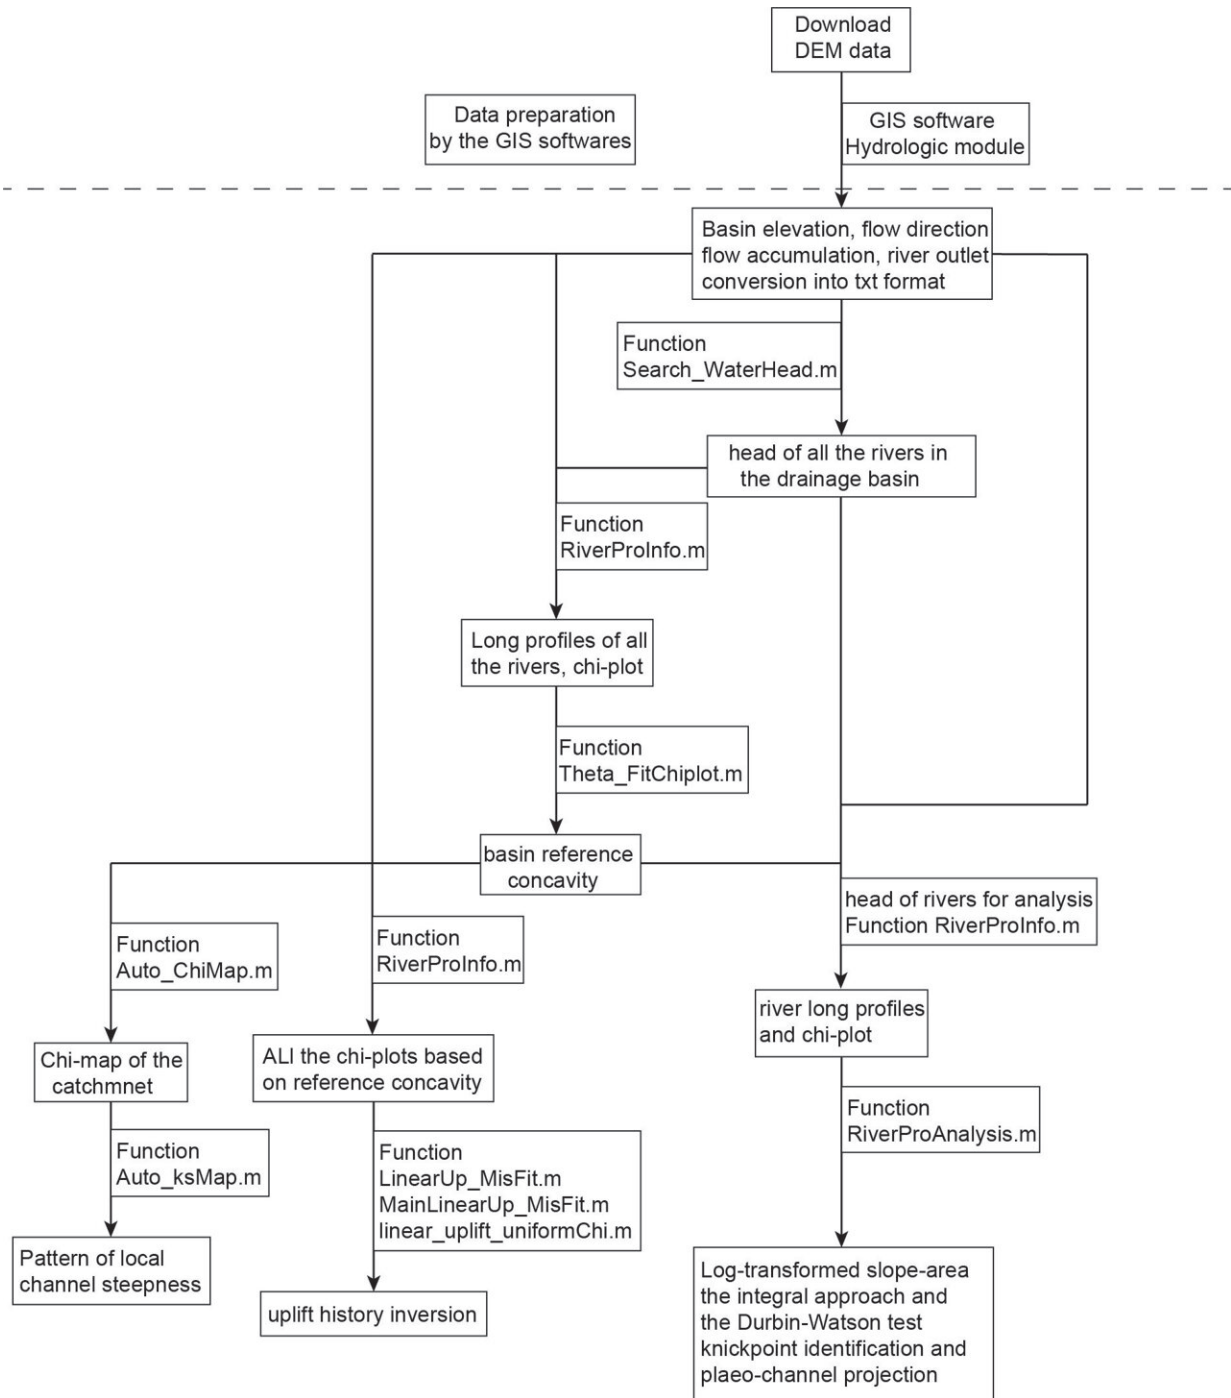 Download
DEM data
Data preparation
by the GIS softwares
GIS software
Hydrologic module
Basin elevation, flow direction
flow accumulation, river outlet
conversion into txt format
Function
Search_WaterHead.m
head of all the rivers in
the drainage basin
Function
RiverProInfo.m
Long profiles of all
the rivers, chi-plot
Function
Theta_FitChiplot.m
basin reference
concavity
head of rivers for analysis
Function RiverProInfo.m
Function
Auto_ChiMap.m
Function
RiverProInfo.m
river long profiles
and chi-plot
Chi-map of the
catchmnet
ALI the chi-plots based
on reference concavity
Function
RiverProAnalysis.m
Function
Auto_ksMap.m
Function
LinearUp_MisFit.m
MainLinearUp_MisFit.m
linear_uplift_uniformChi.m
Pattern of local
channel steepness
uplift history inversion
Log-transformed slope-area
the integral approach and
the Durbin-Watson test
knickpoint identification and
plaeo-channel projection